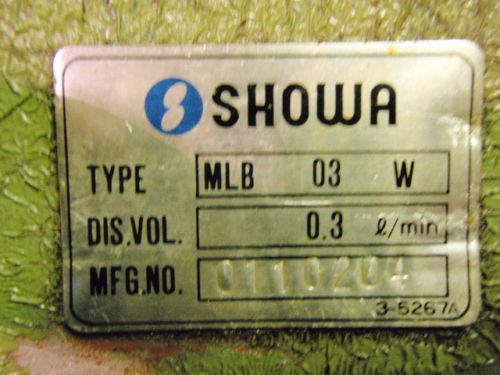 SHOWA
TYPE MLB 03 W
DIS.VOL. 0.3 ℓ/min
MFG.NO. 0110204
3-5267A